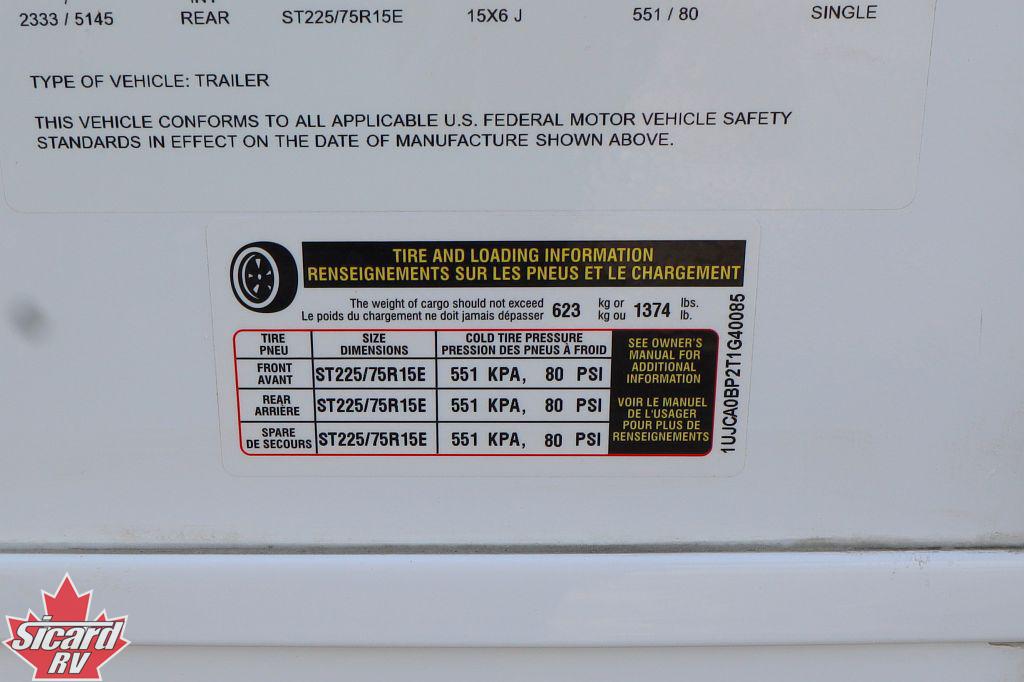 2333 / 5145 REAR ST225/75R15E 15X6 J 551 / 80 SINGLE
TYPE OF VEHICLE: TRAILER
THIS VEHICLE CONFORMS TO ALL APPLICABLE U.S. FEDERAL MOTOR VEHICLE SAFETY
STANDARDS IN EFFECT ON THE DATE OF MANUFACTURE SHOWN ABOVE.
TIRE AND LOADING INFORMATION
RENSEIGNEMENTS SUR LES PNEUS ET LE CHARGEMENT
The weight of cargo should not exceed
Le poids du chargement ne doit jamais dépasser
623
kg or
kg ou
1374
lbs.
lb.
TIRE
PNEU
SIZE
DIMENSIONS
COLD TIRE PRESSURE
PRESSION DES PNEUS À FROID
FRONT
AVANT
ST225/75R15E
551 KPA, 80 PSI
REAR
ARRIÈRE
ST225/75R15E
551 KPA, 80 PSI
SPARE
DE SECOURS
ST225/75R15E
551 KPA, 80 PSI
SEE OWNER'S
MANUAL FOR
ADDITIONAL
INFORMATION
VOIR LE MANUEL
DE L'USAGER
POUR PLUS DE
RENSEIGNEMENTS
1UJCA0BP2T1G40085
Sicard
RV